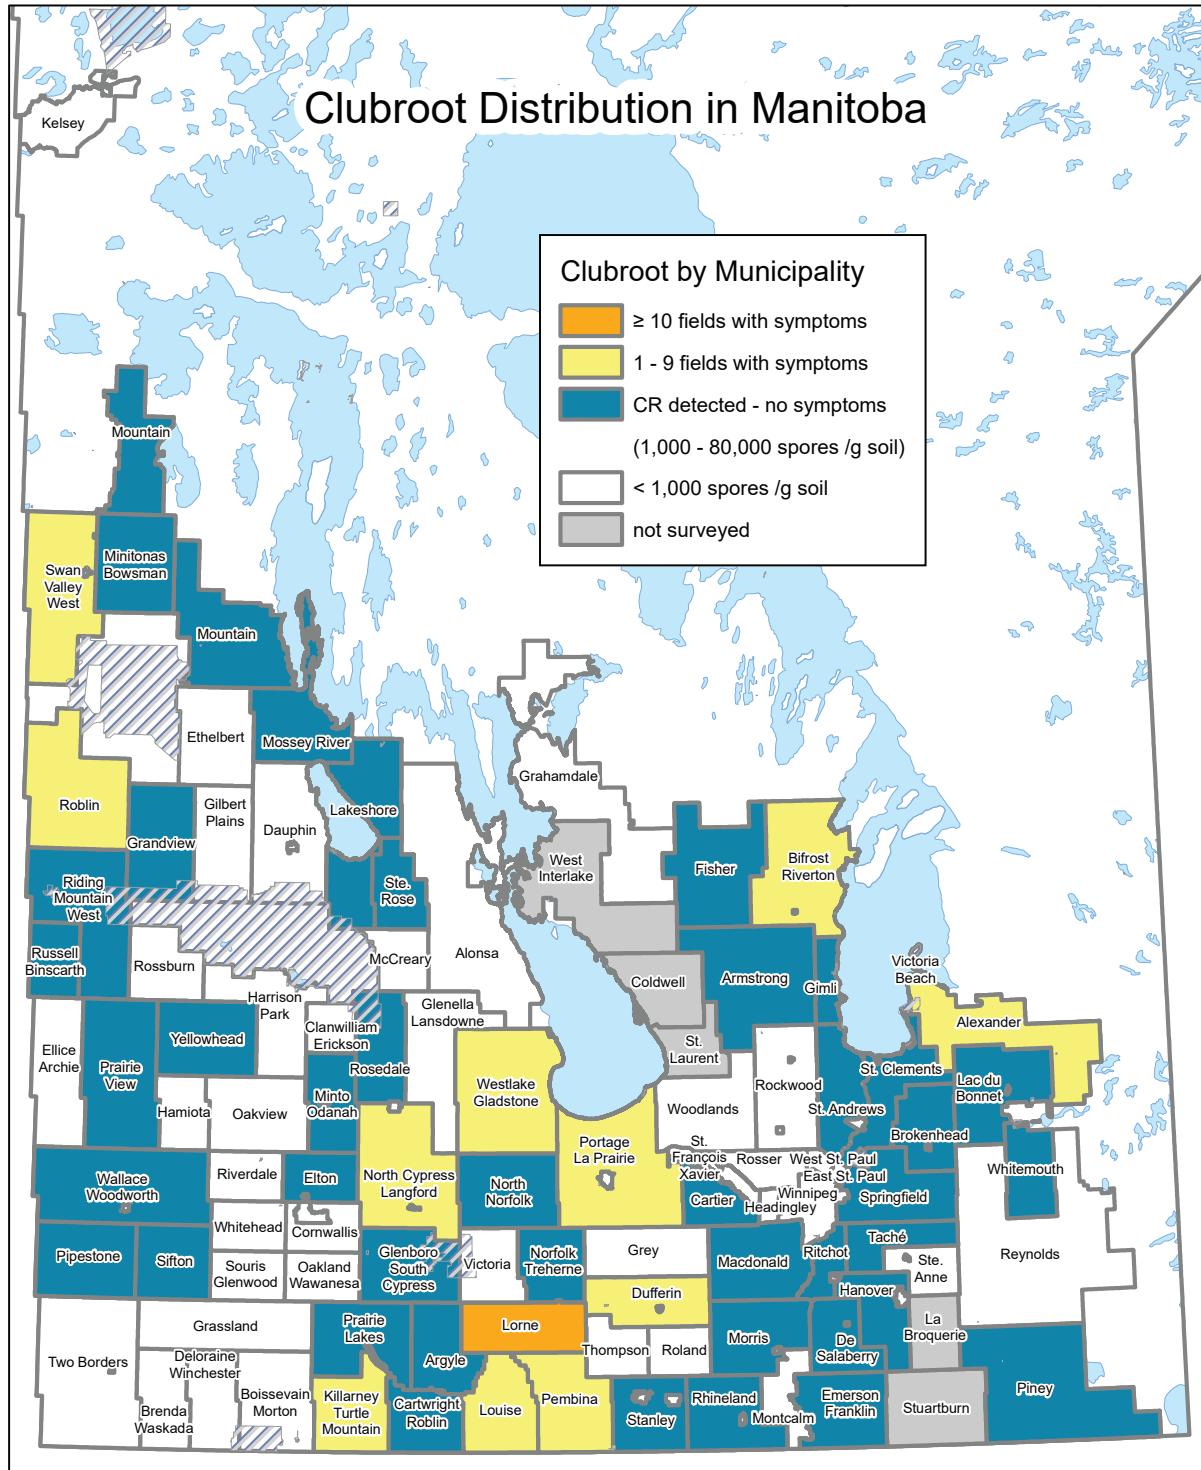 Clubroot Distribution in Manitoba
Kelsey
Clubroot by Municipality
≥ 10 fields with symptoms
1 - 9 fields with symptoms
CR detected - no symptoms
(1,000 - 80,000 spores /g soil)
< 1,000 spores /g soil
not surveyed
Mountain
Minitonas
Bowsman
Swan
Valley
West
Mountain
Ethelbert
Mossey River
Grahamdale
Roblin
Gilbert
Plains
Lakeshore
Dauphin
Grandview
West
Interlake
Fisher
Bifrost
Riverton
Riding
Mountain
West
Ste.
Rose
Russell
Binscarth
Rossburn
McCreary
Alonsa
Coldwell
Armstrong
Gimli
Victoria
Beach
Harrison
Park
Glenella
Lansdowne
Clanwilliam
Erickson
Alexander
Yellowhead
Ellice
Archie
Prairie
View
Rosedale
St.
Laurent
St. Clements
Lac du
Bonnet
Westlake
Gladstone
Rockwood
Minto
Odanah
Hamiota
Oakview
Woodlands
St. Andrews
Brokenhead
Portage
La Prairie
St.
François
Xavier
Rosser
West St. Paul
East St. Paul
Whitemouth
Wallace
Woodworth
Riverdale
Elton
North Cypress
Langford
North
Norfolk
Cartier
Winnipeg
Headingley
Springfield
Whitehead
Cornwallis
Pipestone
Sifton
Souris
Glenwood
Oakland
Wawanesa
Glenboro
South
Cypress
Victoria
Norfolk
Treherne
Grey
Macdonald
Ritchot
Taché
Ste.
Anne
Reynolds
Dufferin
Hanover
Grassland
Prairie
Lakes
Lorne
Argyle
Thompson
Roland
Morris
De
Salaberry
La
Broquerie
Two Borders
Deloraine
Winchester
Boissevain
Morton
Brenda
Waskada
Killarney
Turtle
Mountain
Cartwright
Roblin
Louise
Pembina
Stanley
Rhineland
Montcalm
Emerson
Franklin
Stuartburn
Piney